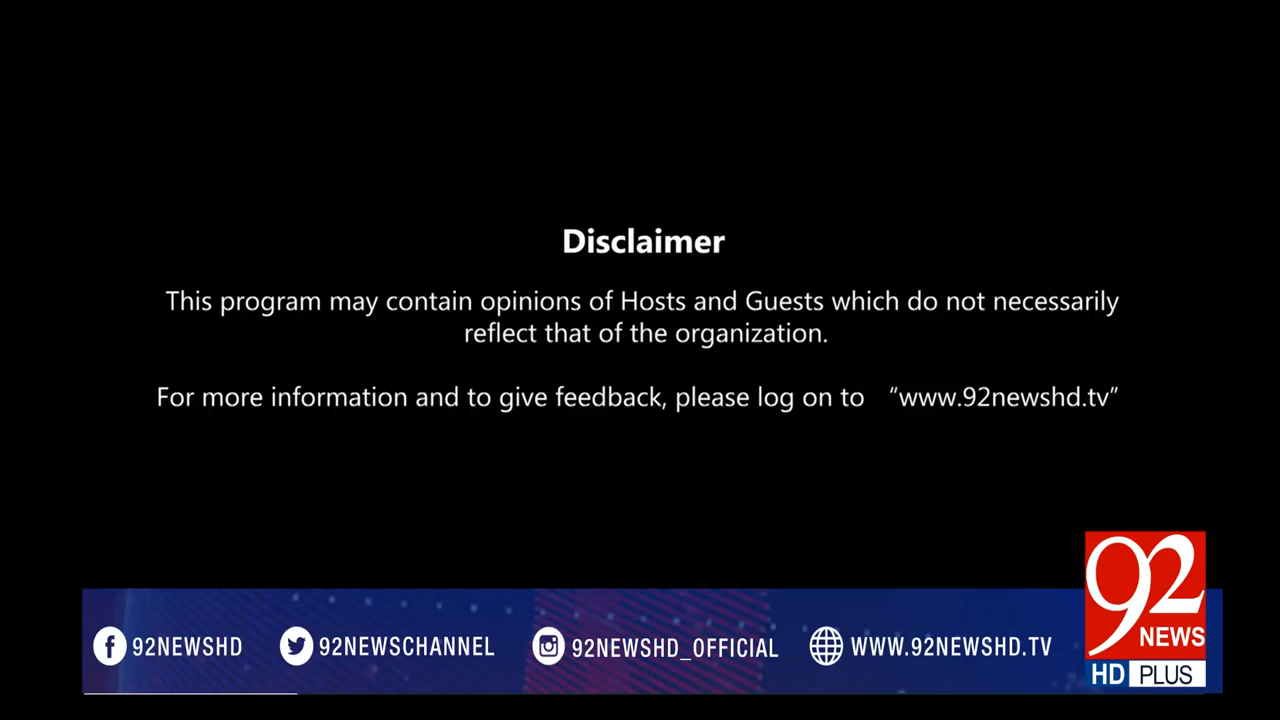 Disclaimer
This program may contain opinions of Hosts and Guests which do not necessarily
reflect that of the organization.
For more information and to give feedback, please log on to “www.92newshd.tv”
92NEWSHD
92NEWSCHANNEL
92NEWSHD_OFFICIAL
WWW.92NEWSHD.TV
92
NEWS
HD PLUS